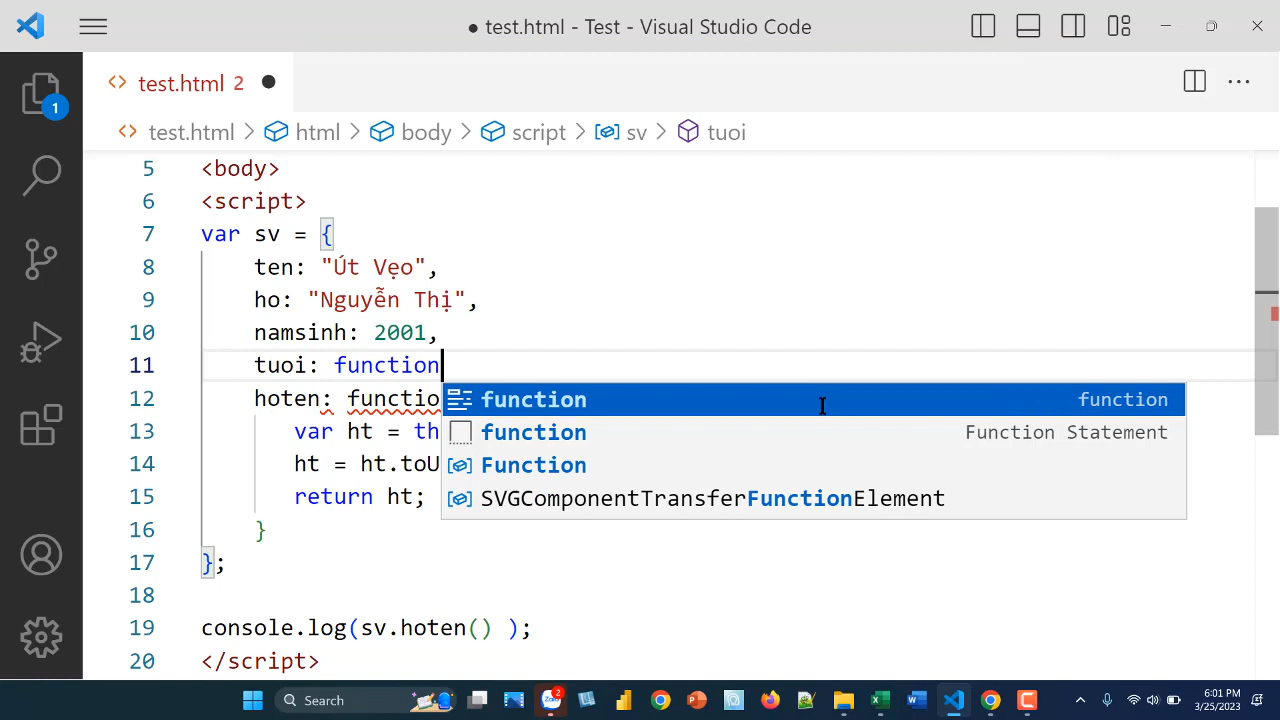 ● test.html - Test - Visual Studio Code
<> test.html 2 ●
1
<> test.html > html > body > script > sv > tuoi
5 <body>
6 <script>
7 var sv = {
8 ten: "Út Vẹo",
9 ho: "Nguyễn Thị",
10 namsinh: 2001,
11 tuoi: function
12 hoten: functio
13 var ht = th
14 ht = ht.toU
15 return ht;
16 }
17 };
18
19 console.log(sv.hoten() );
20 </script>
function function
function Function Statement
Function
SVGComponentTransferFunctionElement
Search
2
6:01 PM
3/25/2023